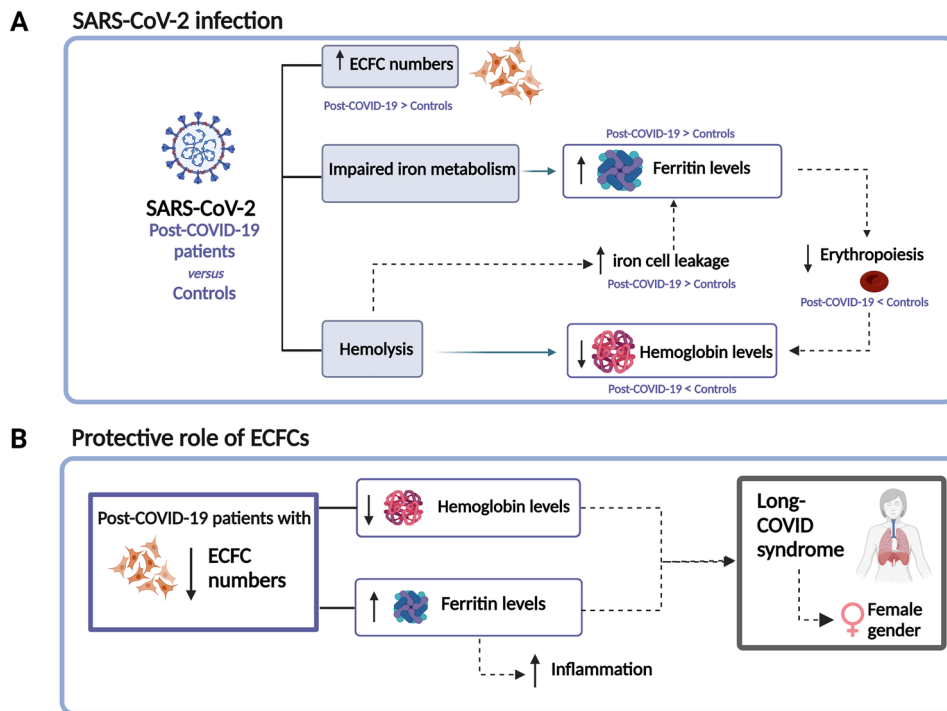 A
SARS-CoV-2 infection
↑ ECFC numbers
Post-COVID-19 > Controls
SARS-CoV-2
Post-COVID-19
patients
versus
Controls
Impaired iron metabolism
Post-COVID-19 > Controls
↑ Ferritin levels
↑ iron cell leakage
Post-COVID-19 > Controls
↓ Erythropoiesis
Post-COVID-19 < Controls
Hemolysis
↓ Hemoglobin levels
Post-COVID-19 < Controls
B
Protective role of ECFCs
Post-COVID-19 patients with
↓ ECFC
numbers
↓ Hemoglobin levels
↑ Ferritin levels
↑ Inflammation
Long-
COVID
syndrome
Female
gender